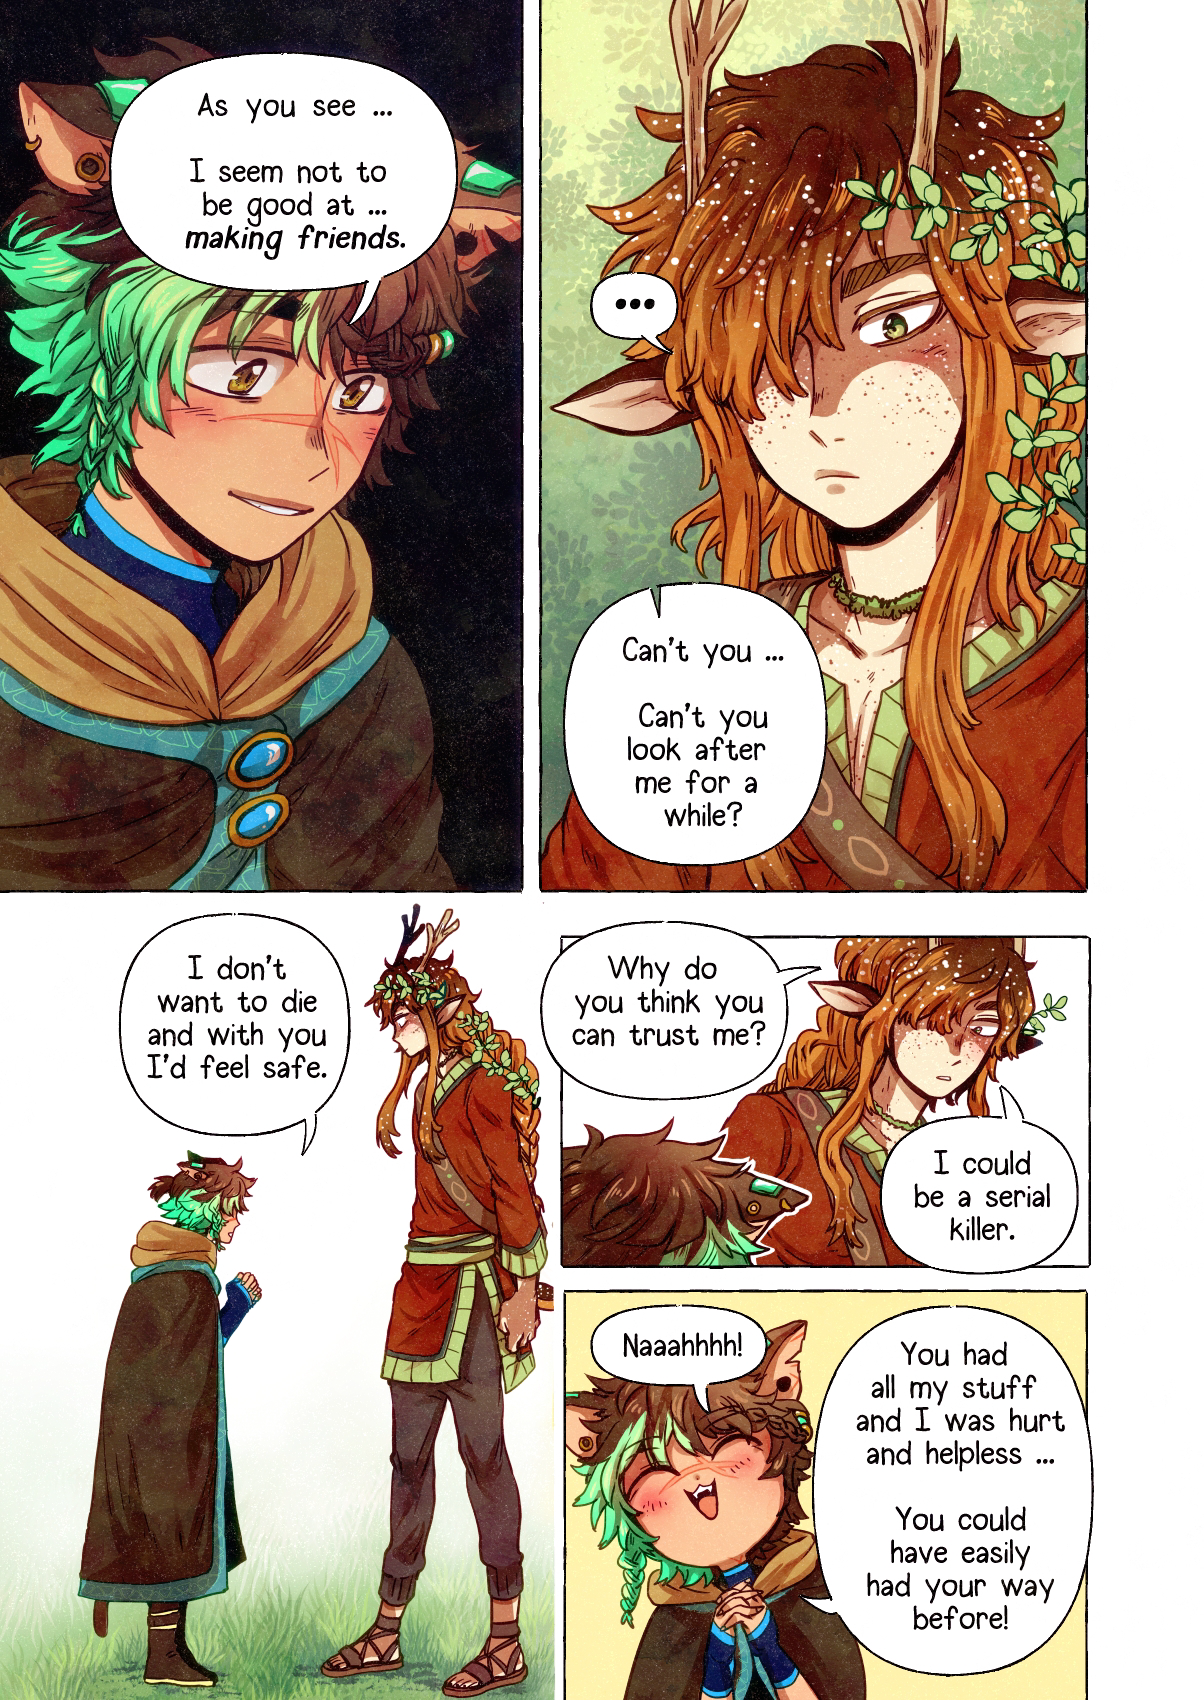 As you see ...
I seem not to
be good at ...
making friends.
...
Can't you ...
Can't you
look after
me for a
while?
I don't
want to die
and with you
I'd feel safe.
Why do
you think you
can trust me?
I could
be a serial
killer.
Naaahhhh!
You had
all my stuff
and I was hurt
and helpless ...
You could
have easily
had your way
before!